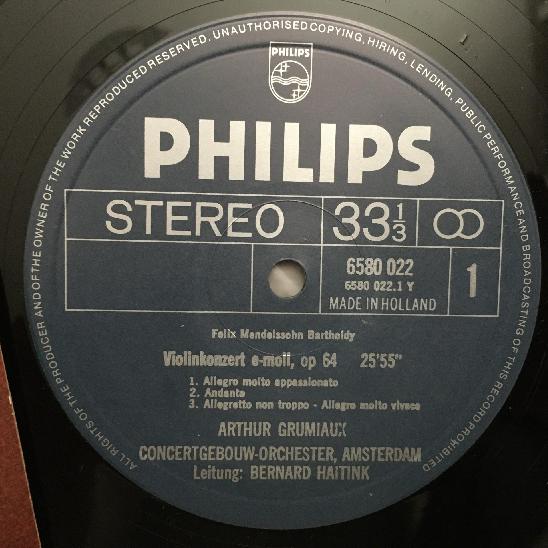 ALL RIGHTS OF THE PRODUCER AND OF THE OWNER OF THE WORK REPRODUCED RESERVED. UNAUTHORISED COPYING, HIRING, LENDING, PUBLIC PERFORMANCE AND BROADCASTING OF THIS RECORD PROHIBITED
PHILIPS
PHILIPS
STEREO 33⅓
6580 022 1
6580 022.1 Y
MADE IN HOLLAND
Felix Mendelssohn Bartholdy
Violinkonzert e-moll, op 64 25'55"
1. Allegro molto appassionato
2. Andante
3. Allegretto non troppo - Allegro molto vivace
ARTHUR GRUMIAUX
CONCERTGEBOUW-ORCHESTER, AMSTERDAM
Leitung: BERNARD HAITINK